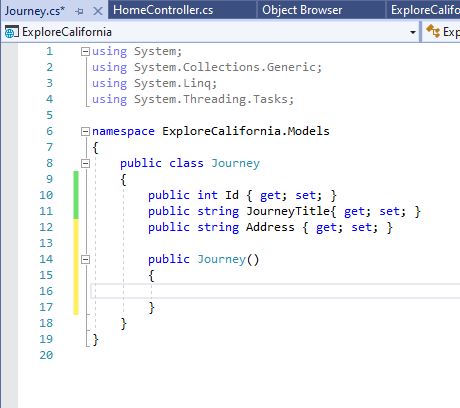 Journey.cs* HomeController.cs Object Browser ExploreCalifo
ExploreCalifornia Exp
1 using System;
2 using System.Collections.Generic;
3 using System.Linq;
4 using System.Threading.Tasks;
5
6 namespace ExploreCalifornia.Models
7 {
8 public class Journey
9 {
10 public int Id { get; set; }
11 public string JourneyTitle{ get; set; }
12 public string Address { get; set; }
13
14 public Journey()
15 {
16
17 }
18 }
19 }
20